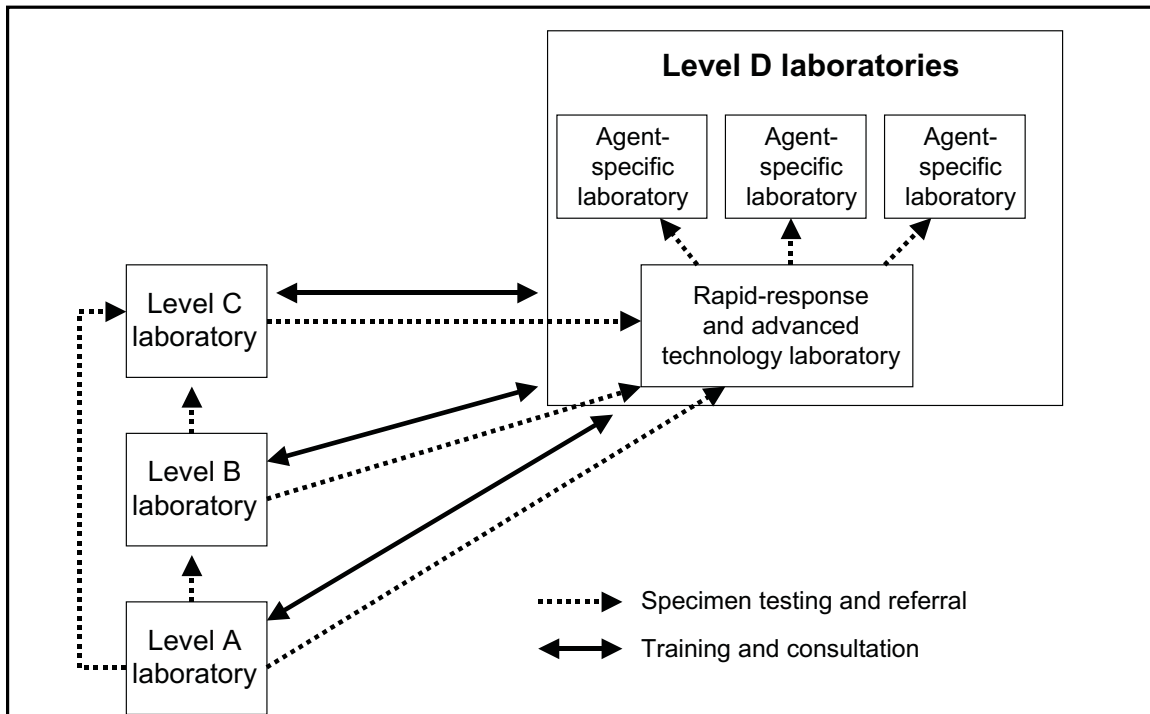 Level D laboratories
Agent-
specific
laboratory
Agent-
specific
laboratory
Agent-
specific
laboratory
Rapid-response
and advanced
technology laboratory
Level C
laboratory
Level B
laboratory
Level A
laboratory
Specimen testing and referral
Training and consultation